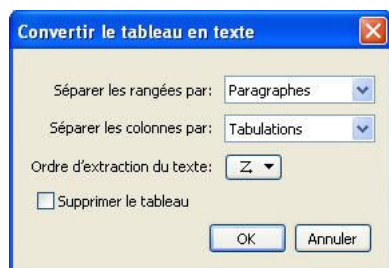 Convertir le tableau en texte
Séparer les rangées par: Paragraphes
Séparer les colonnes par: Tabulations
Ordre d'extraction du texte:
Supprimer le tableau
OK Annuler